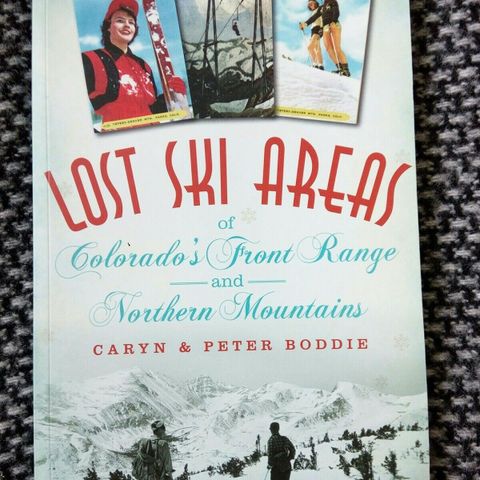 LOST SKI AREAS
of
Colorado's Front Range
and
Northern Mountains
CARYN & PETER BODDIE